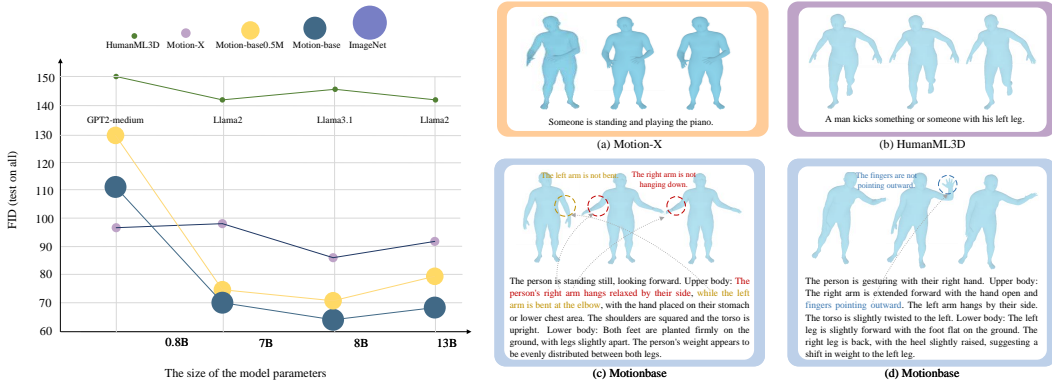 HumanML3D
Motion-X
Motion-base0.5M
Motion-base
ImageNet
FID (test on all)
150
140
130
120
110
100
90
80
70
60
GPT2-medium
Llama2
Llama3.1
Llama2
0.8B
7B
8B
13B
The size of the model parameters
Someone is standing and playing the piano.
(a) Motion-X
A man kicks something or someone with his left leg.
(b) HumanML3D
The left arm is not bent.
The right arm is not
hanging down.
The person is standing still, looking forward. Upper body: The
person's right arm hangs relaxed by their side, while the left
arm is bent at the elbow, with the hand placed on their stomach
or lower chest area. The shoulders are squared and the torso is
upright. Lower body: Both feet are planted firmly on the
ground, with legs slightly apart. The person's weight appears to
be evenly distributed between both legs.
(c) Motionbase
The fingers are not
pointing outward.
The person is gesturing with their right hand. Upper body:
The right arm is extended forward with the hand open and
fingers pointing outward. The left arm hangs by their side.
The torso is slightly twisted to the left. Lower body: The left
leg is slightly forward with the foot flat on the ground. The
right leg is back, with the heel slightly raised, suggesting a
shift in weight to the left leg.
(d) Motionbase